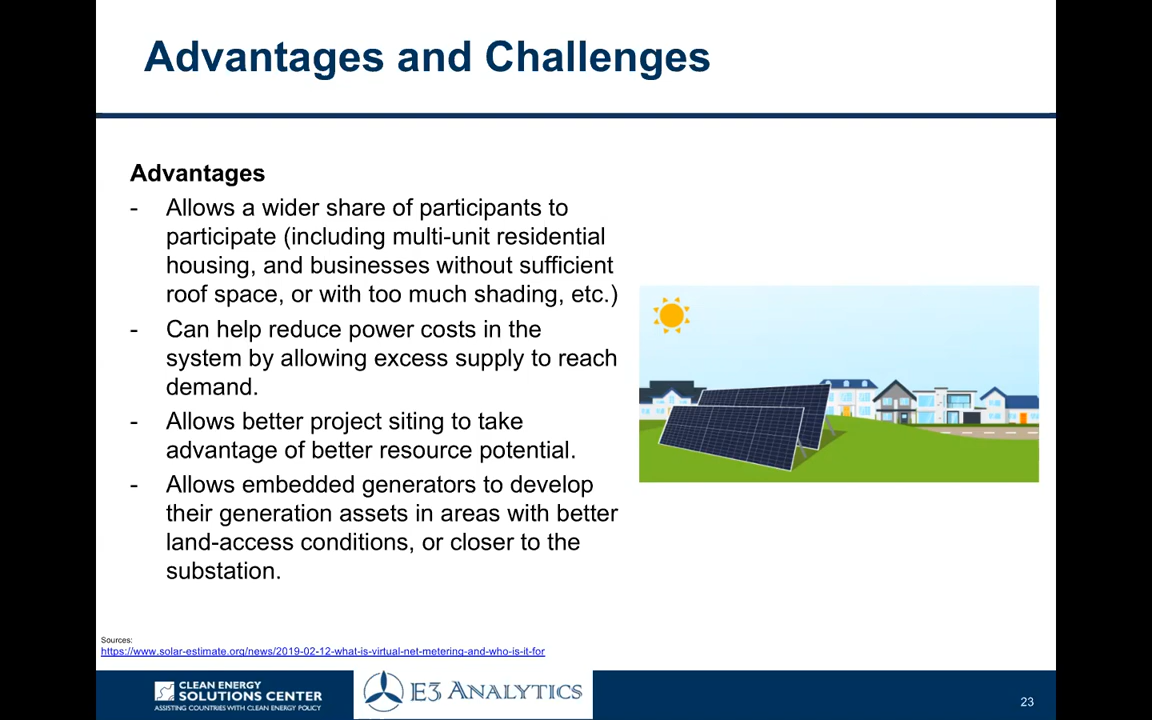 Advantages and Challenges
Advantages
- Allows a wider share of participants to
participate (including multi-unit residential
housing, and businesses without sufficient
roof space, or with too much shading, etc.)
- Can help reduce power costs in the
system by allowing excess supply to reach
demand.
- Allows better project siting to take
advantage of better resource potential.
- Allows embedded generators to develop
their generation assets in areas with better
land-access conditions, or closer to the
substation.
Sources:
https://www.solar-estimate.org/news/2019-02-12-what-is-virtual-net-metering-and-who-is-it-for
CLEAN ENERGY
SOLUTIONS CENTER
ASSISTING COUNTRIES WITH CLEAN ENERGY POLICY
E3 ANALYTICS
23